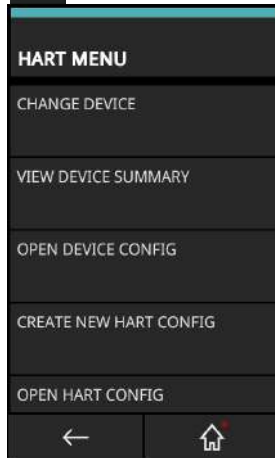 HART MENU
CHANGE DEVICE
VIEW DEVICE SUMMARY
OPEN DEVICE CONFIG
CREATE NEW HART CONFIG
OPEN HART CONFIG